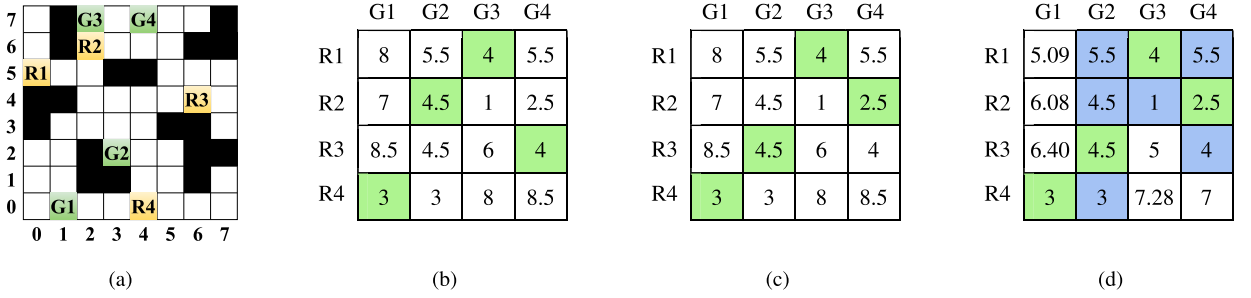 7 G3 G4
6 R2
5 R1
4 R3
3
2 G2
1
0 G1 R4
0 1 2 3 4 5 6 7
(a)
G1 G2 G3 G4
R1 8 5.5 4 5.5
R2 7 4.5 1 2.5
R3 8.5 4.5 6 4
R4 3 3 8 8.5
(b)
G1 G2 G3 G4
R1 8 5.5 4 5.5
R2 7 4.5 1 2.5
R3 8.5 4.5 6 4
R4 3 3 8 8.5
(c)
G1 G2 G3 G4
R1 5.09 5.5 4 5.5
R2 6.08 4.5 1 2.5
R3 6.40 4.5 5 4
R4 3 3 7.28 7
(d)